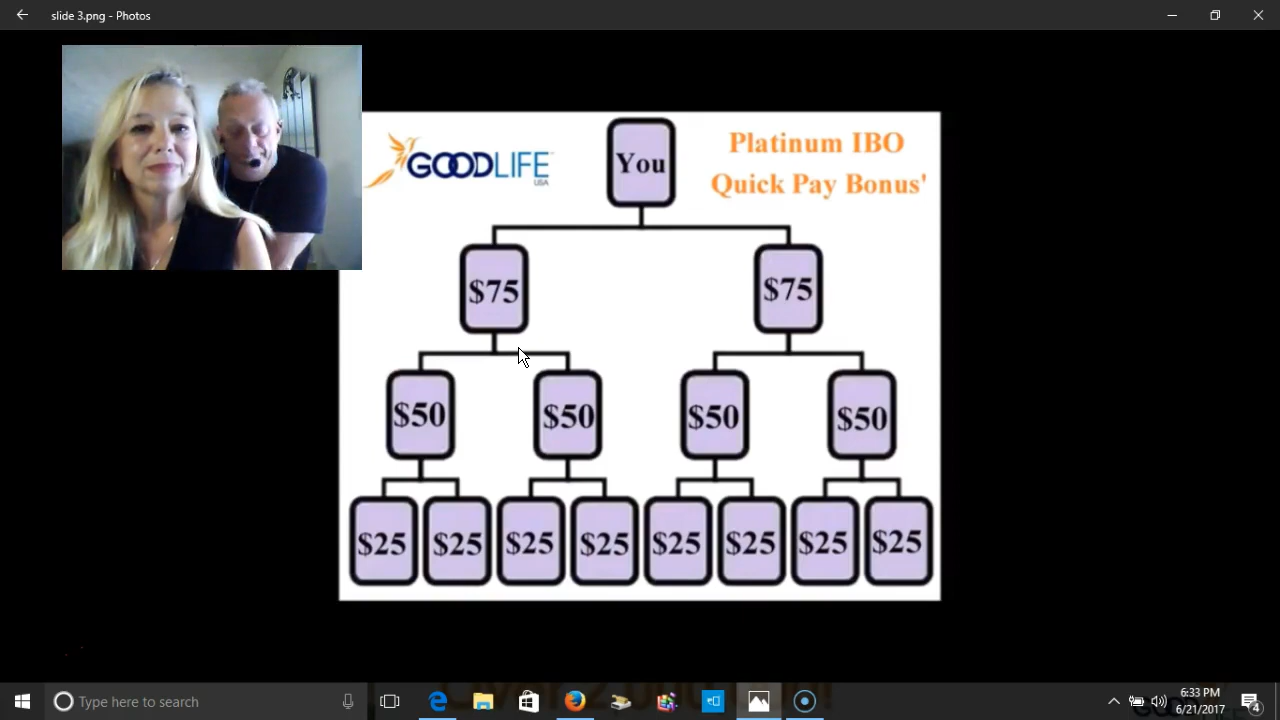 slide 3.png - Photos
GOODLIFE
USA
You
Platinum IBO
Quick Pay Bonus'
$75
$75
$50
$50
$50
$50
$25
$25
$25
$25
$25
$25
$25
$25
Type here to search
6:33 PM
6/21/2017
4